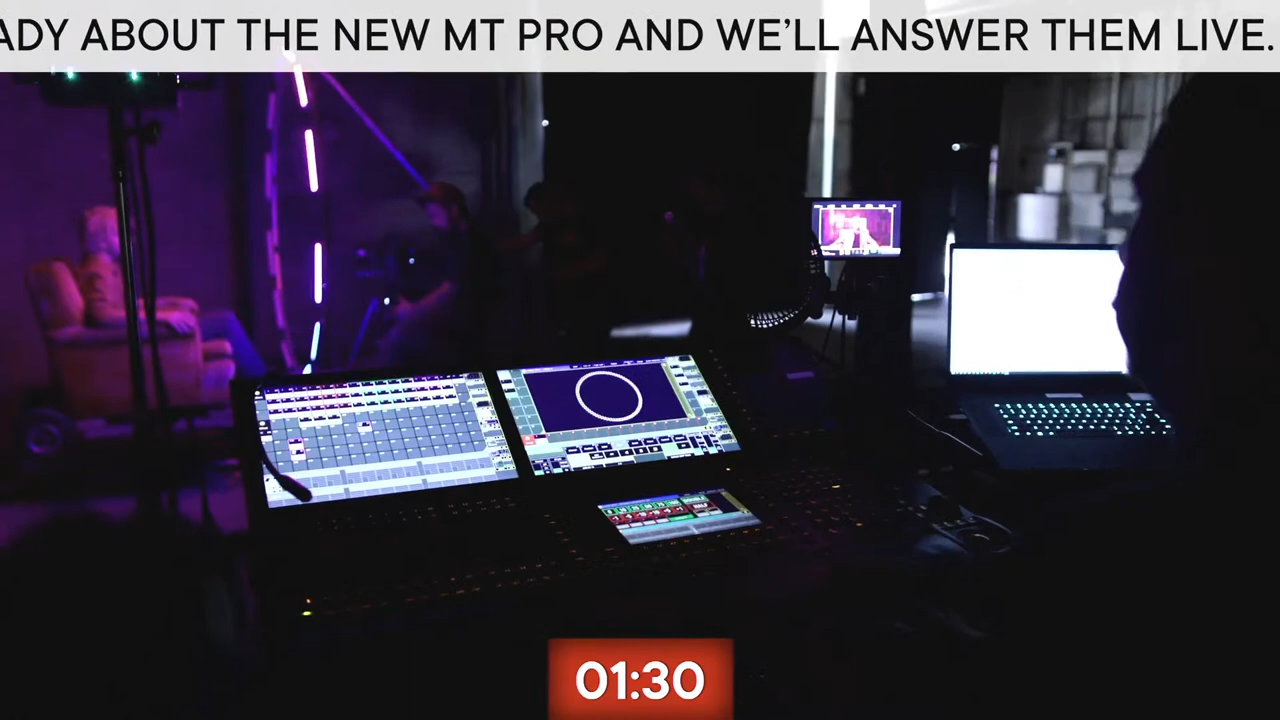 ADY ABOUT THE NEW MT PRO AND WE’LL ANSWER THEM LIVE.
01:30